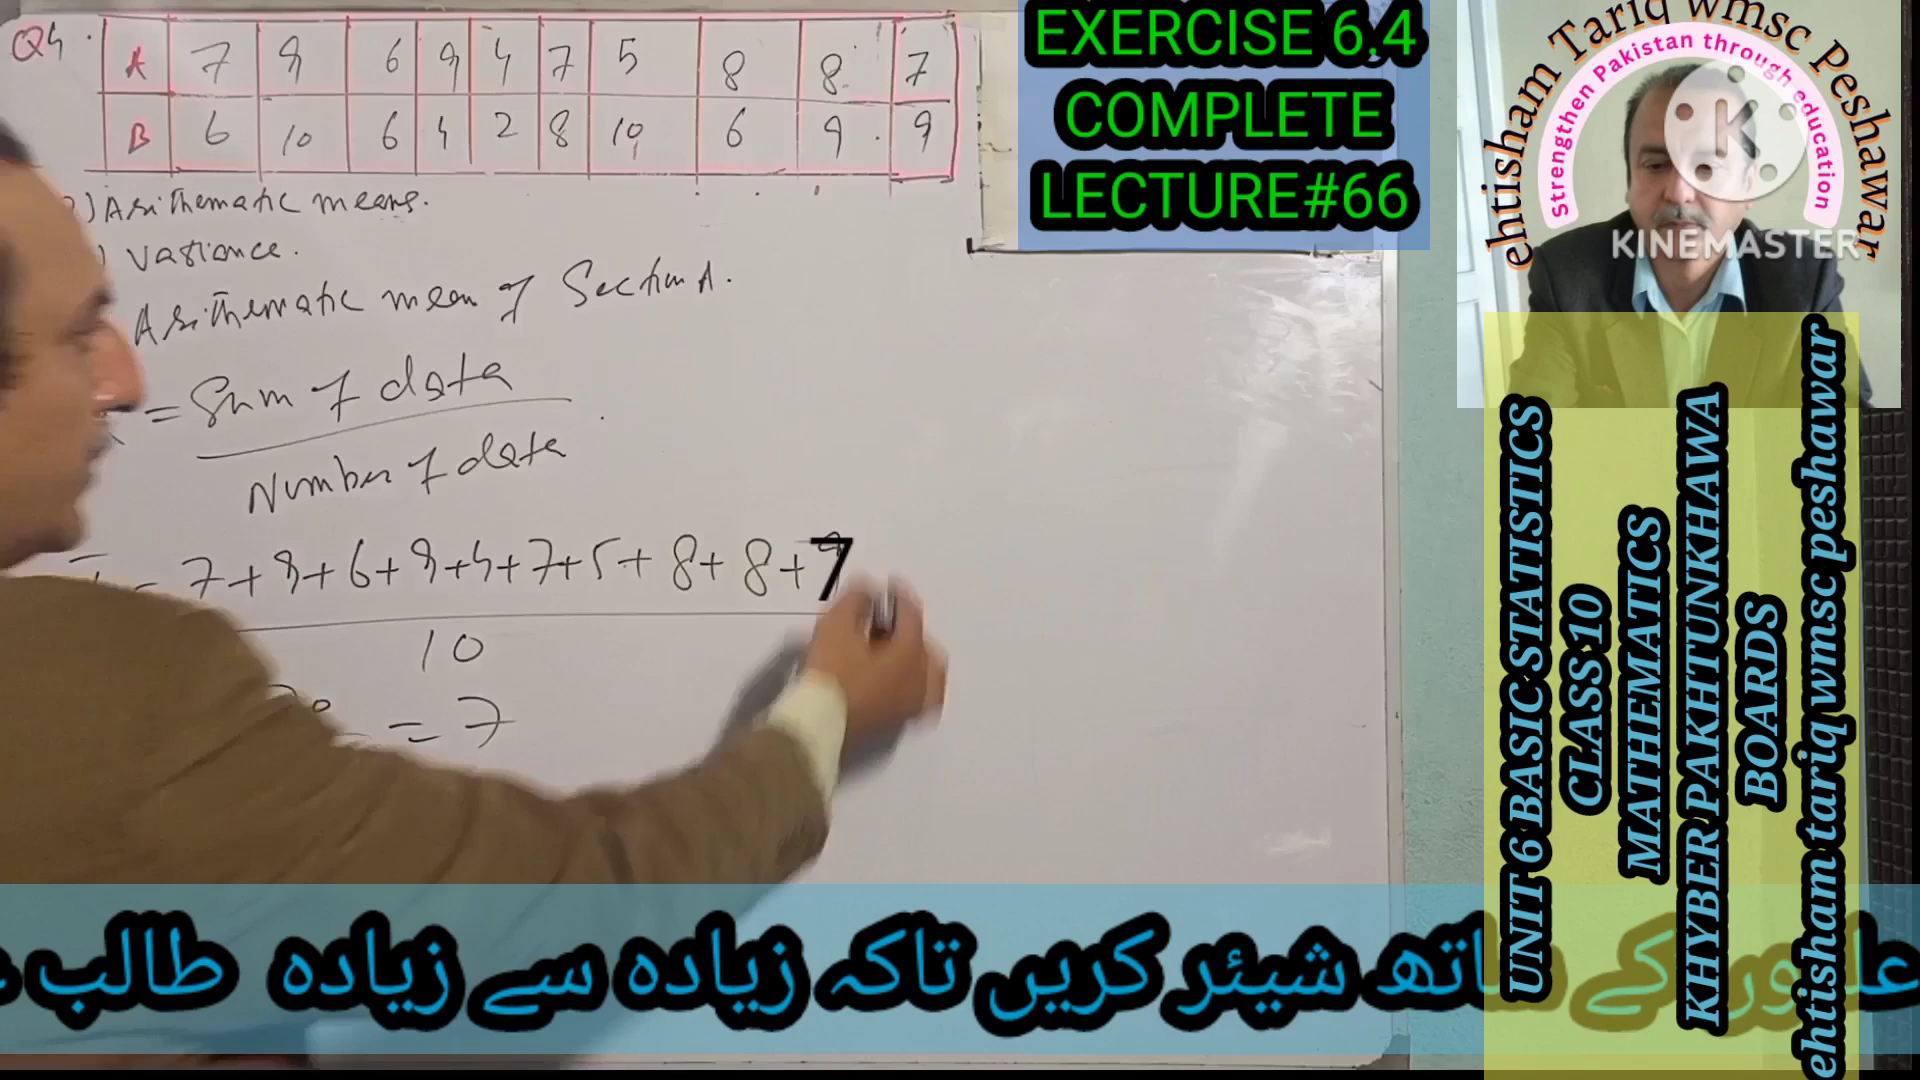 Q4.
A 7 9 6 9 4 7 5 8 8 7
B 6 10 6 4 2 8 10 6 9 9
) Arithematic means.
) variance.
Arithematic mean of Section A.
= Sum of data
Number of data
= 7+9+6+9+4+7+5+8+8+7
10
= 7
EXERCISE 6.4
COMPLETE
LECTURE#66
ehtisham Tariq wmsc Peshawar
Strengthen Pakistan through education
K
KINEMASTER
UNIT 6 BASIC STATISTICS
CLASS 10
MATHEMATICS
KHYBER PAKHTUNKHAWA
BOARDS
ehtisham tariq wmsc peshawar
کے ساتھ شیئر کریں تاکہ زیادہ سے زیادہ طالب